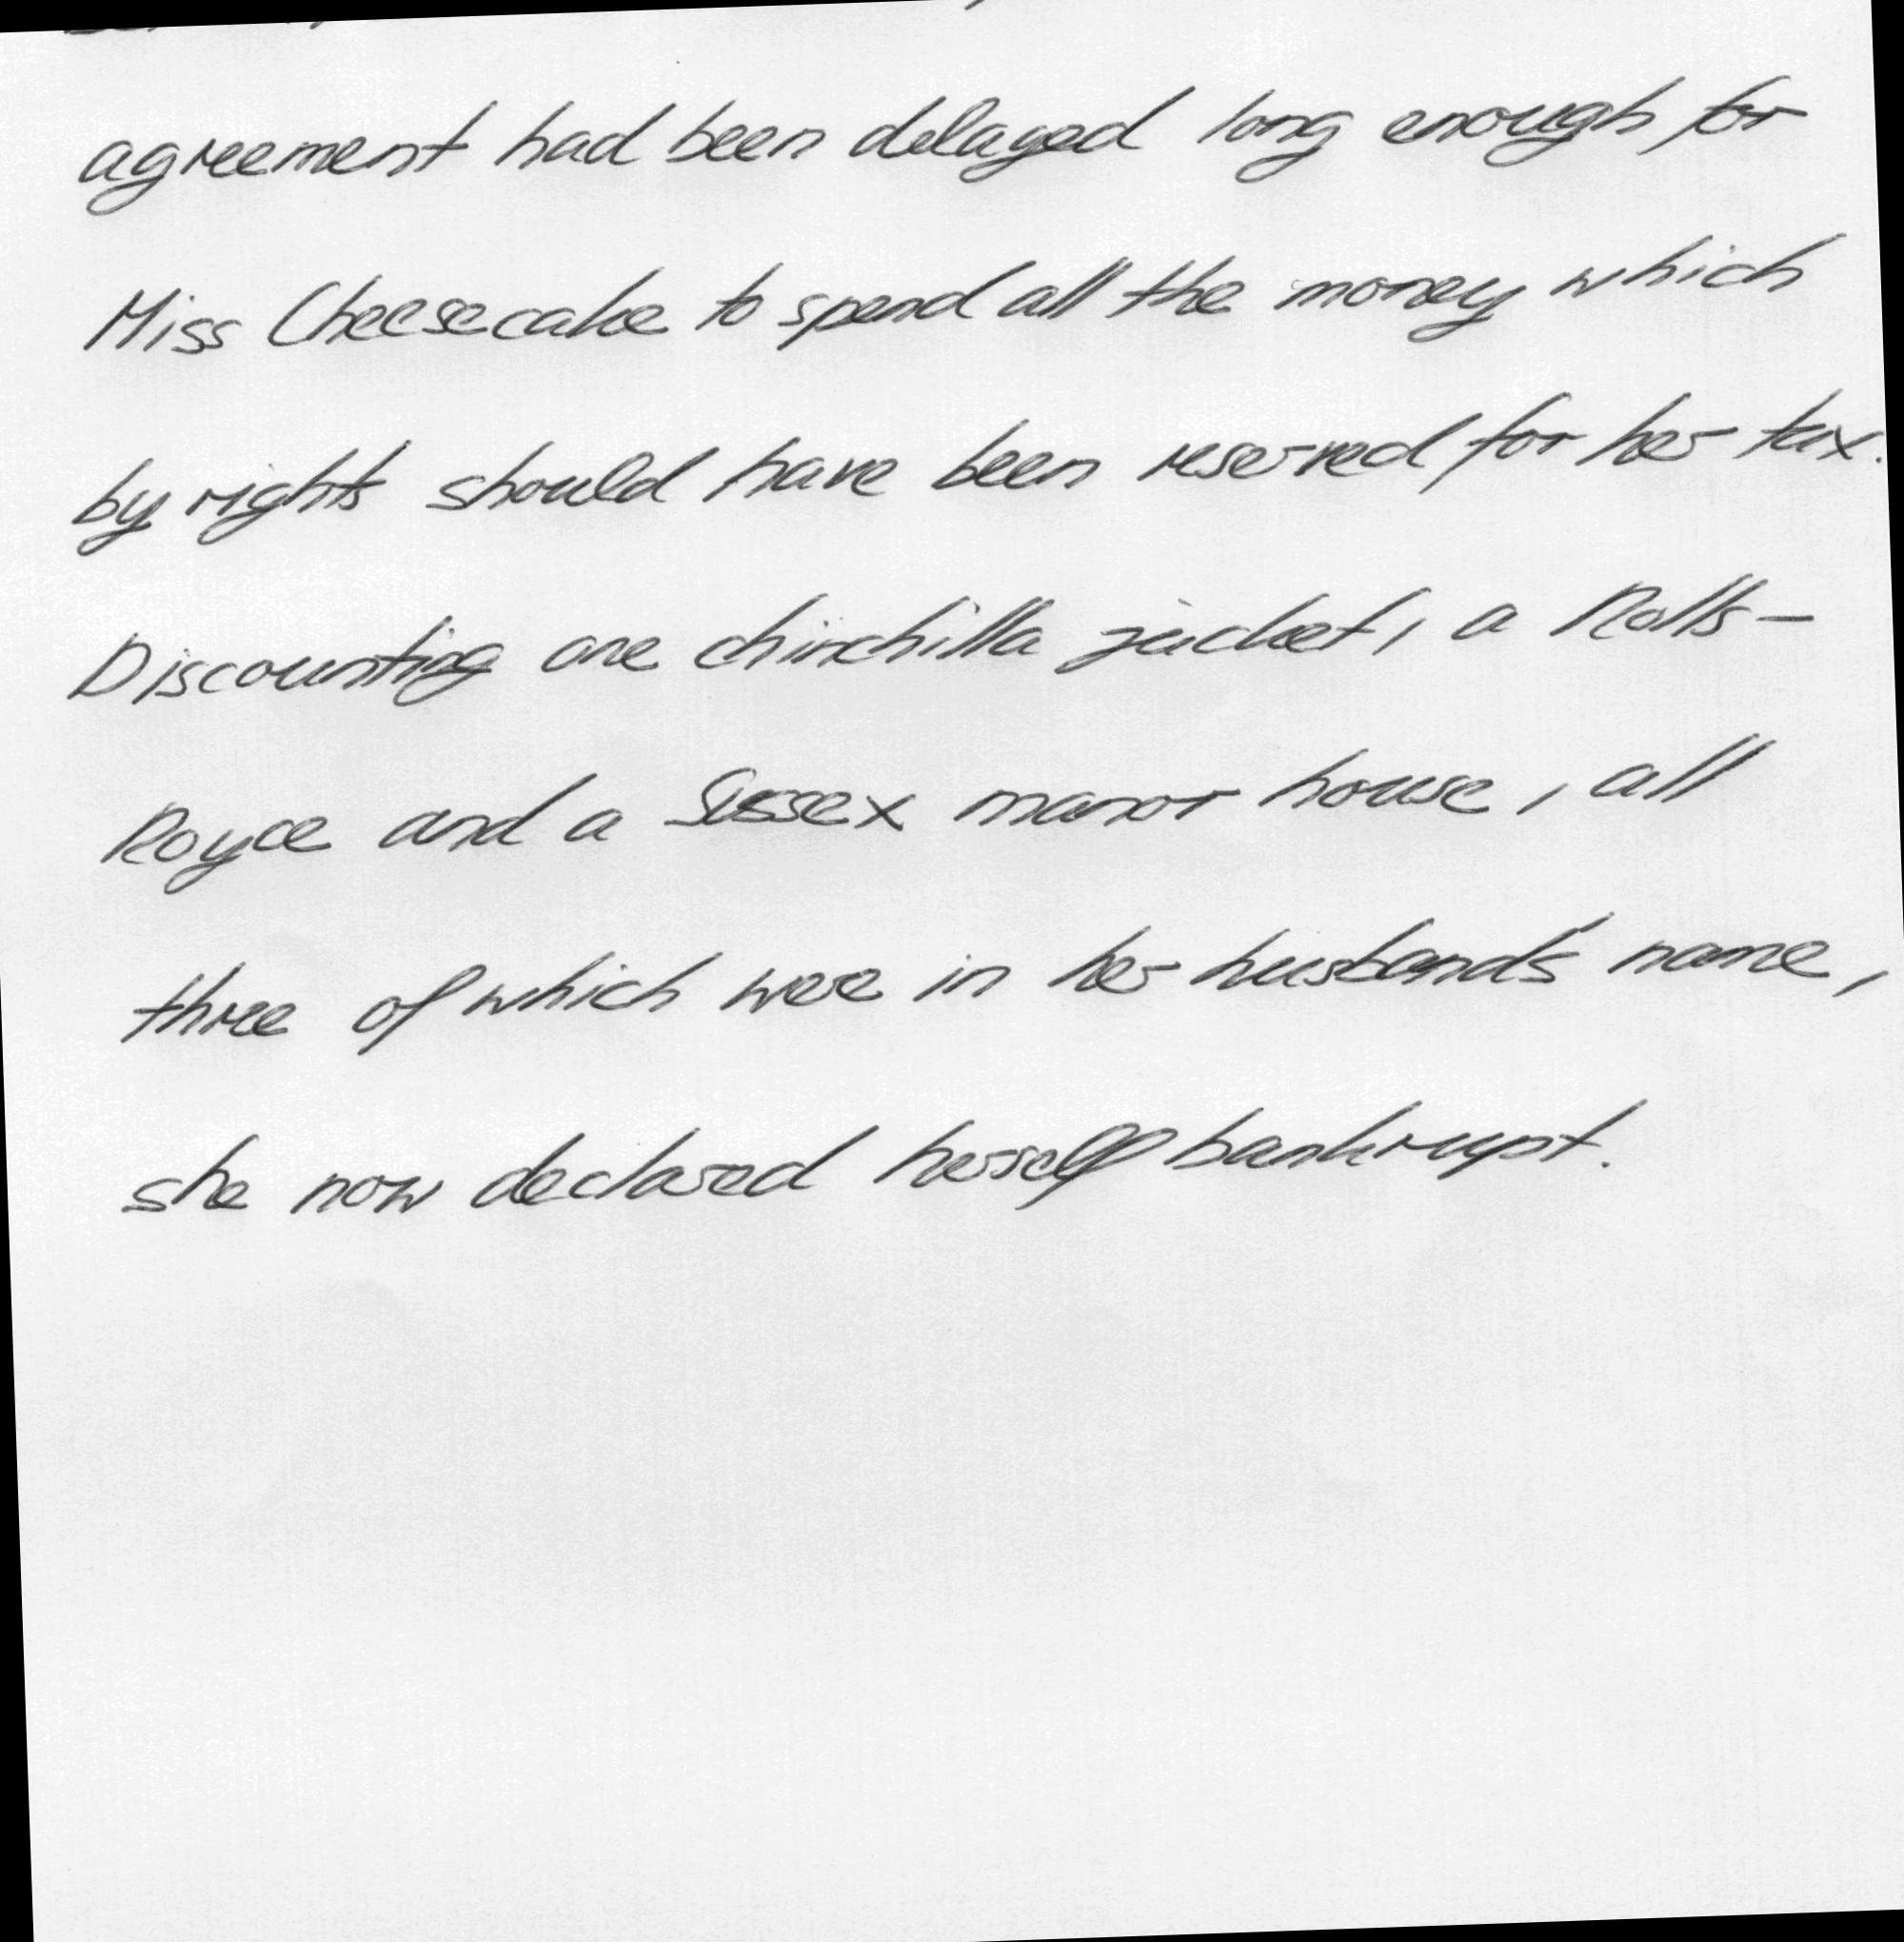 agreement had been delayed long enough for
Miss Cheesecake to spend all the money which
by rights should have been reserved for her tax.
Discounting one chinchilla jacket, a Rolls-
Royce and a Sussex manor house, all
three of which were in her husband's name,
she now declared herself bankrupt.